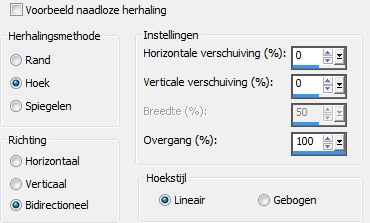 Voorbeeld naadloze herhaling
Herhalingsmethode
Rand
Hoek
Spiegelen
Richting
Horizontaal
Verticaal
Bidirectioneel
Instellingen
Horizontale verschuiving (%): 0
Verticale verschuiving (%): 0
Breedte (%): 50
Overgang (%): 100
Hoekstijl
Lineair Gebogen